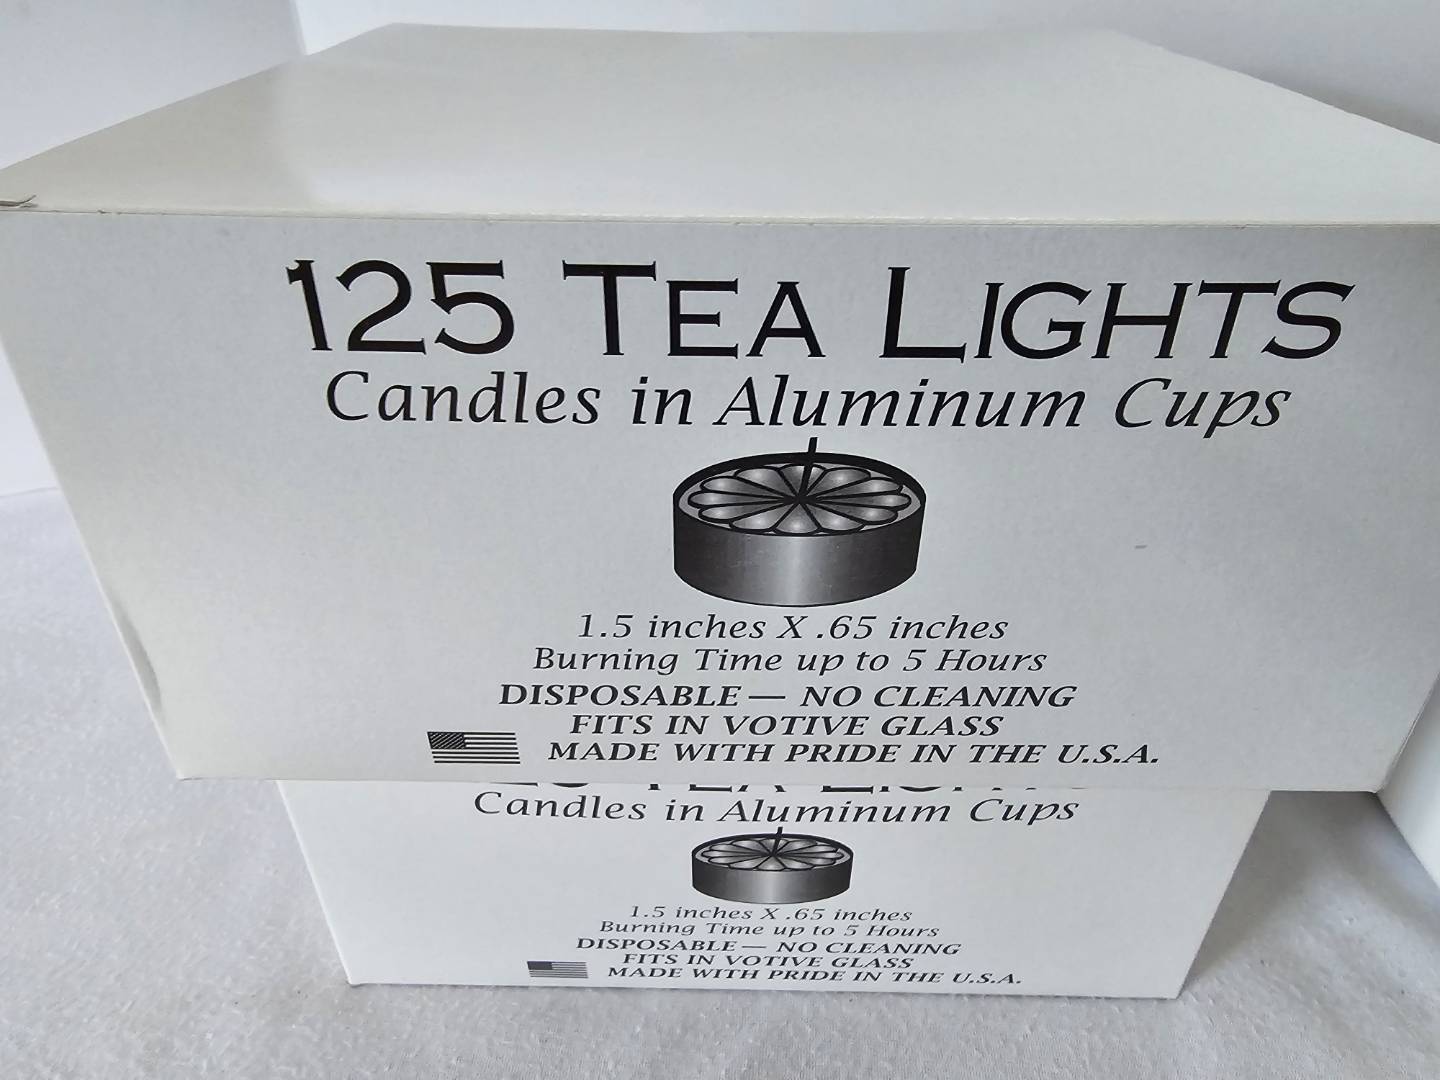 125 TEA LIGHTS
Candles in Aluminum Cups
1.5 inches X .65 inches
Burning Time up to 5 Hours
DISPOSABLE — NO CLEANING
FITS IN VOTIVE GLASS
MADE WITH PRIDE IN THE U.S.A.
Candles in Aluminum Cups
1.5 inches X .65 inches
Burning Time up to 5 Hours
DISPOSABLE — NO CLEANING
FITS IN VOTIVE GLASS
MADE WITH PRIDE IN THE U.S.A.